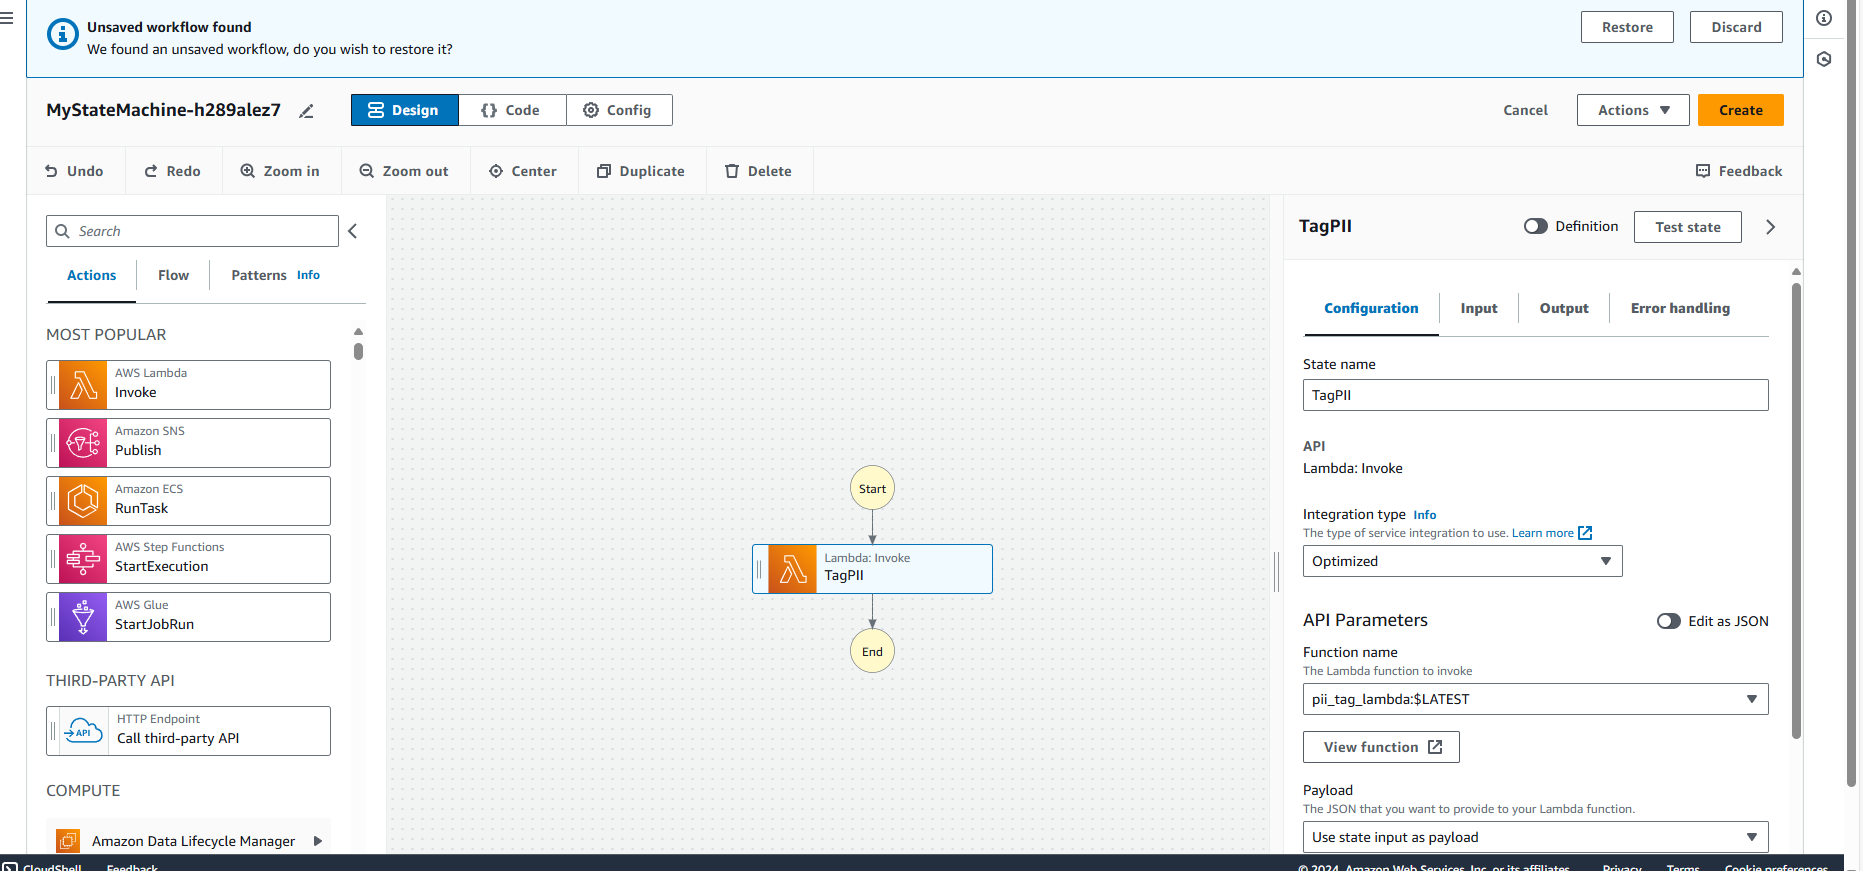 Unsaved workflow found
We found an unsaved workflow, do you wish to restore it?
Restore
Discard
MyStateMachine-h289alez7
Design
{} Code
Config
Cancel
Actions
Create
Undo
Redo
Zoom in
Zoom out
Center
Duplicate
Delete
Feedback
Search
Actions
Flow
Patterns Info
MOST POPULAR
AWS Lambda
Invoke
Amazon SNS
Publish
Amazon ECS
RunTask
AWS Step Functions
StartExecution
AWS Glue
StartJobRun
THIRD-PARTY API
API
HTTP Endpoint
Call third-party API
COMPUTE
Amazon Data Lifecycle Manager
Start
Lambda: Invoke
TagPII
End
TagPII
Definition
Test state
Configuration
Input
Output
Error handling
State name
TagPII
API
Lambda: Invoke
Integration type Info
The type of service integration to use. Learn more
Optimized
API Parameters
Edit as JSON
Function name
The Lambda function to invoke
pii_tag_lambda:$LATEST
View function
Payload
The JSON that you want to provide to your Lambda function.
Use state input as payload
CloudShell
Feedback
© 2024, Amazon Web Services, Inc. or its affiliates.
Privacy
Terms
Cookie preferences